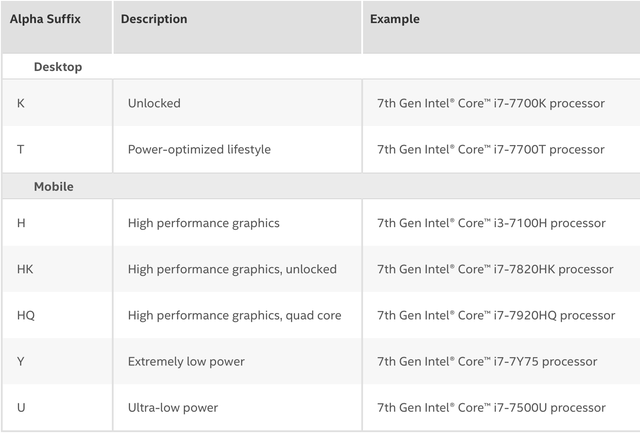 Alpha Suffix Description Example
Desktop
K Unlocked 7th Gen Intel® Core™ i7-7700K processor
T Power-optimized lifestyle 7th Gen Intel® Core™ i7-7700T processor
Mobile
H High performance graphics 7th Gen Intel® Core™ i3-7100H processor
HK High performance graphics, unlocked 7th Gen Intel® Core™ i7-7820HK processor
HQ High performance graphics, quad core 7th Gen Intel® Core™ i7-7920HQ processor
Y Extremely low power 7th Gen Intel® Core™ i7-7Y75 processor
U Ultra-low power 7th Gen Intel® Core™ i7-7500U processor